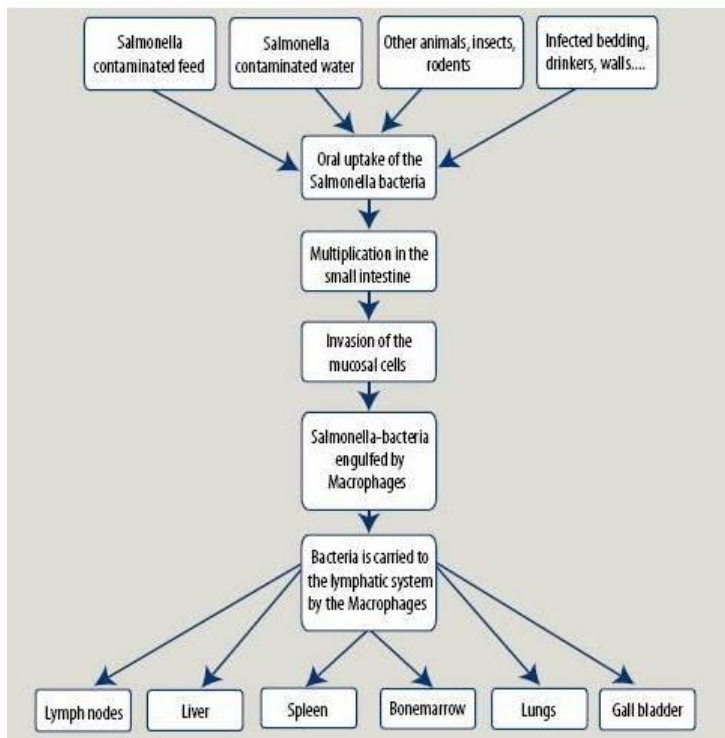 Salmonella
contaminated feed
Salmonella
contaminated water
Other animals, insects,
rodents
Infected bedding,
drinkers, walls....
Oral uptake of the
Salmonella bacteria
Multiplication in the
small intestine
Invasion of the
mucosal cells
Salmonella-bacteria
engulfed by
Macrophages
Bacteria is carried to
the lymphatic system
by the Macrophages
Lymph nodes
Liver
Spleen
Bonemarrow
Lungs
Gall bladder